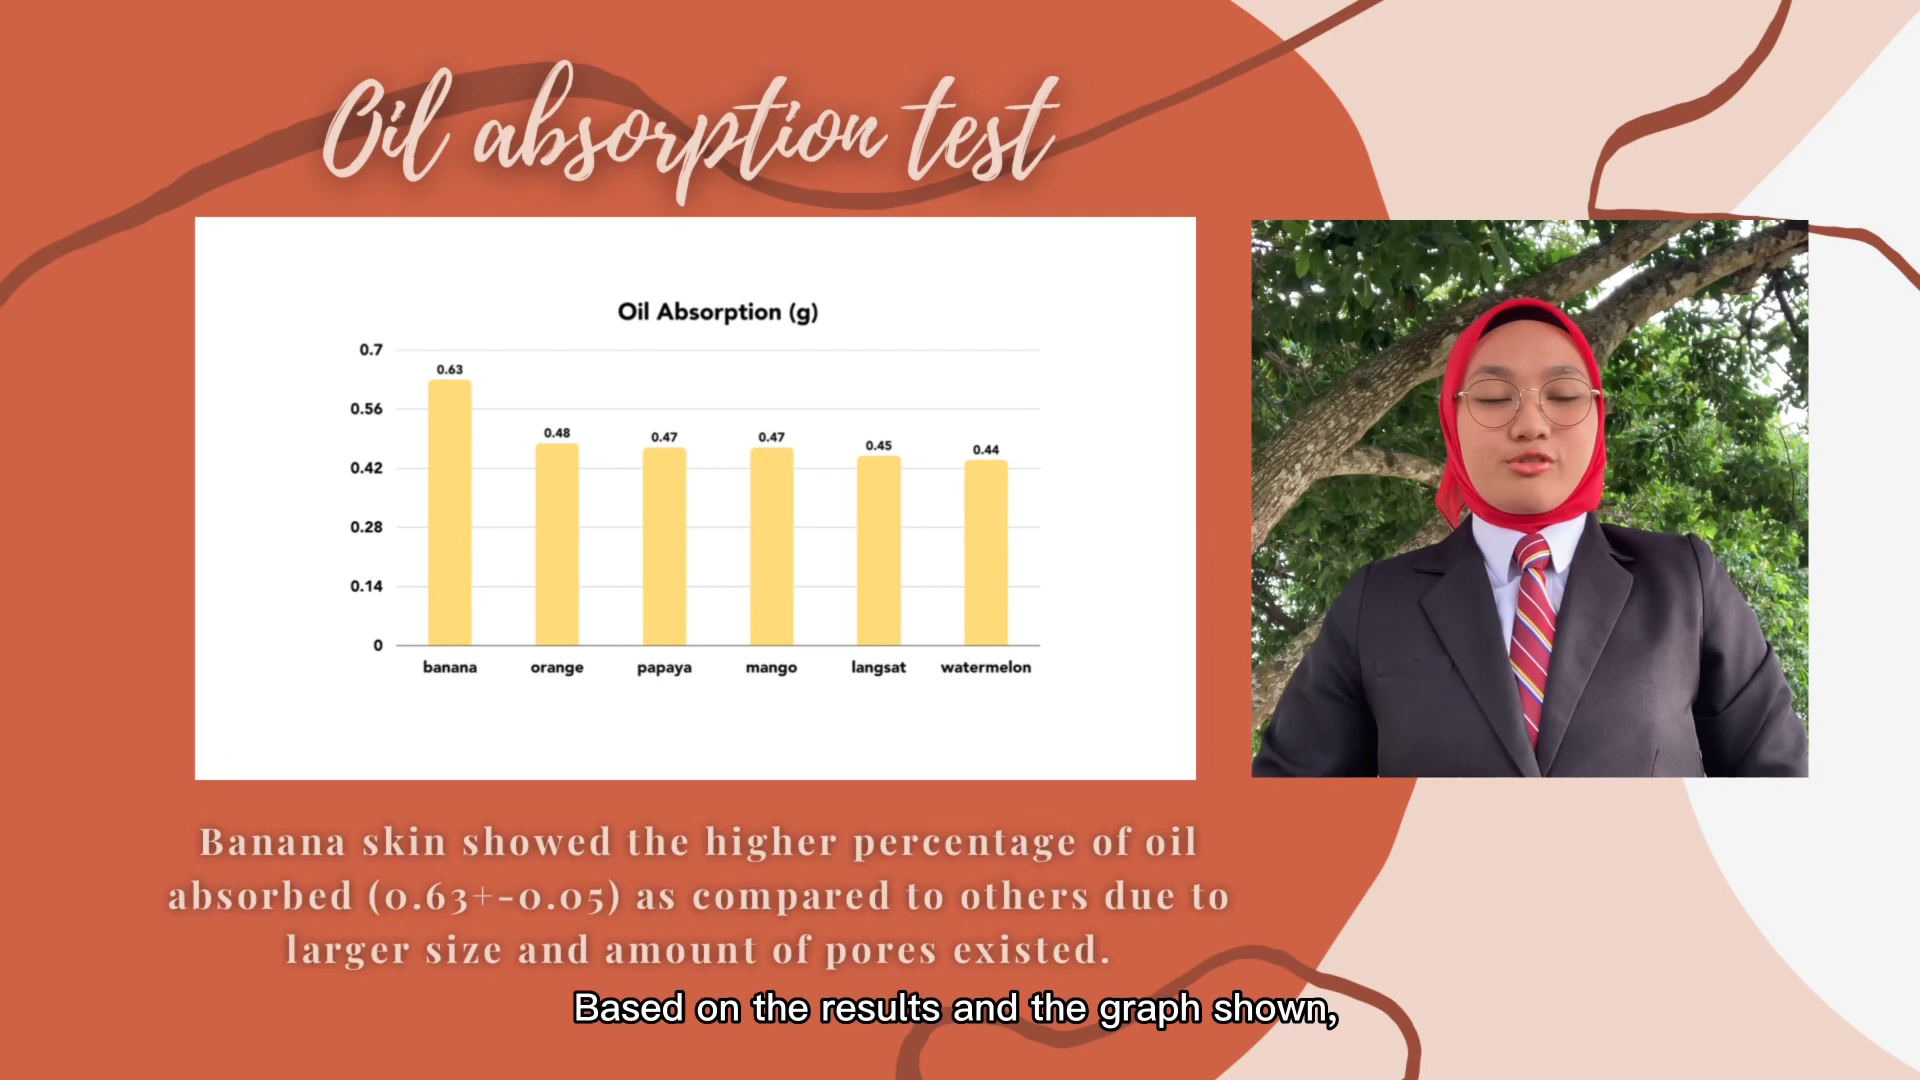 Oil absorption test
Oil Absorption (g)
0.7
0.56
0.42
0.28
0.14
0
0.63
0.48
0.47
0.47
0.45
0.44
banana
orange
papaya
mango
langsat
watermelon
Banana skin showed the higher percentage of oil
absorbed (0.63+-0.05) as compared to others due to
larger size and amount of pores existed.
Based on the results and the graph shown,